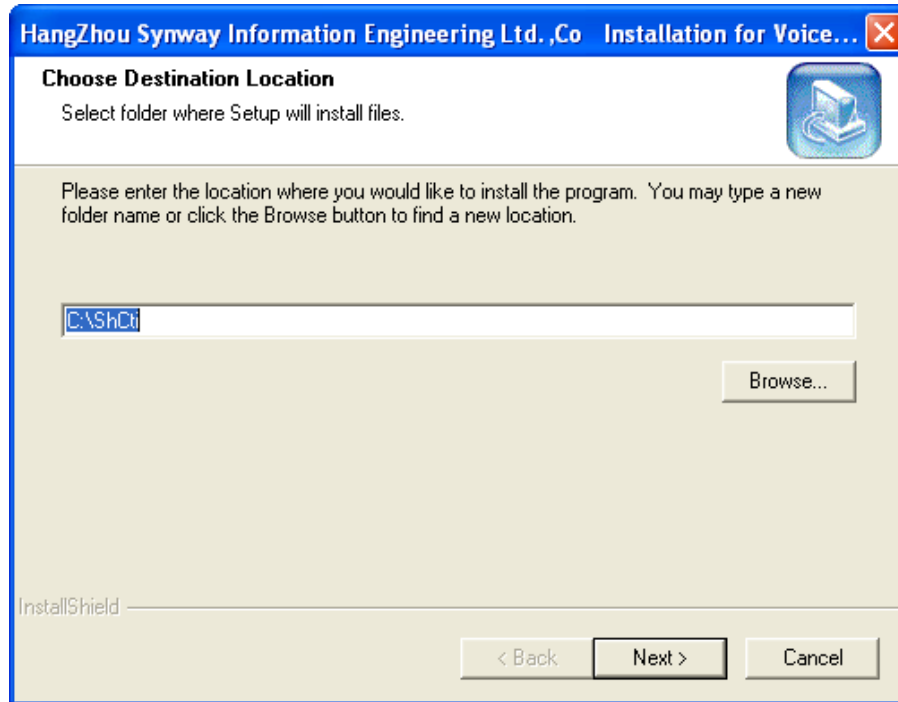 HangZhou Synway Information Engineering Ltd.,Co   Installation for Voice...
Choose Destination Location
Select folder where Setup will install files.
Please enter the location where you would like to install the program.  You may type a new
folder name or click the Browse button to find a new location.
C:\ShCti
Browse...
InstallShield
< Back
Next >
Cancel